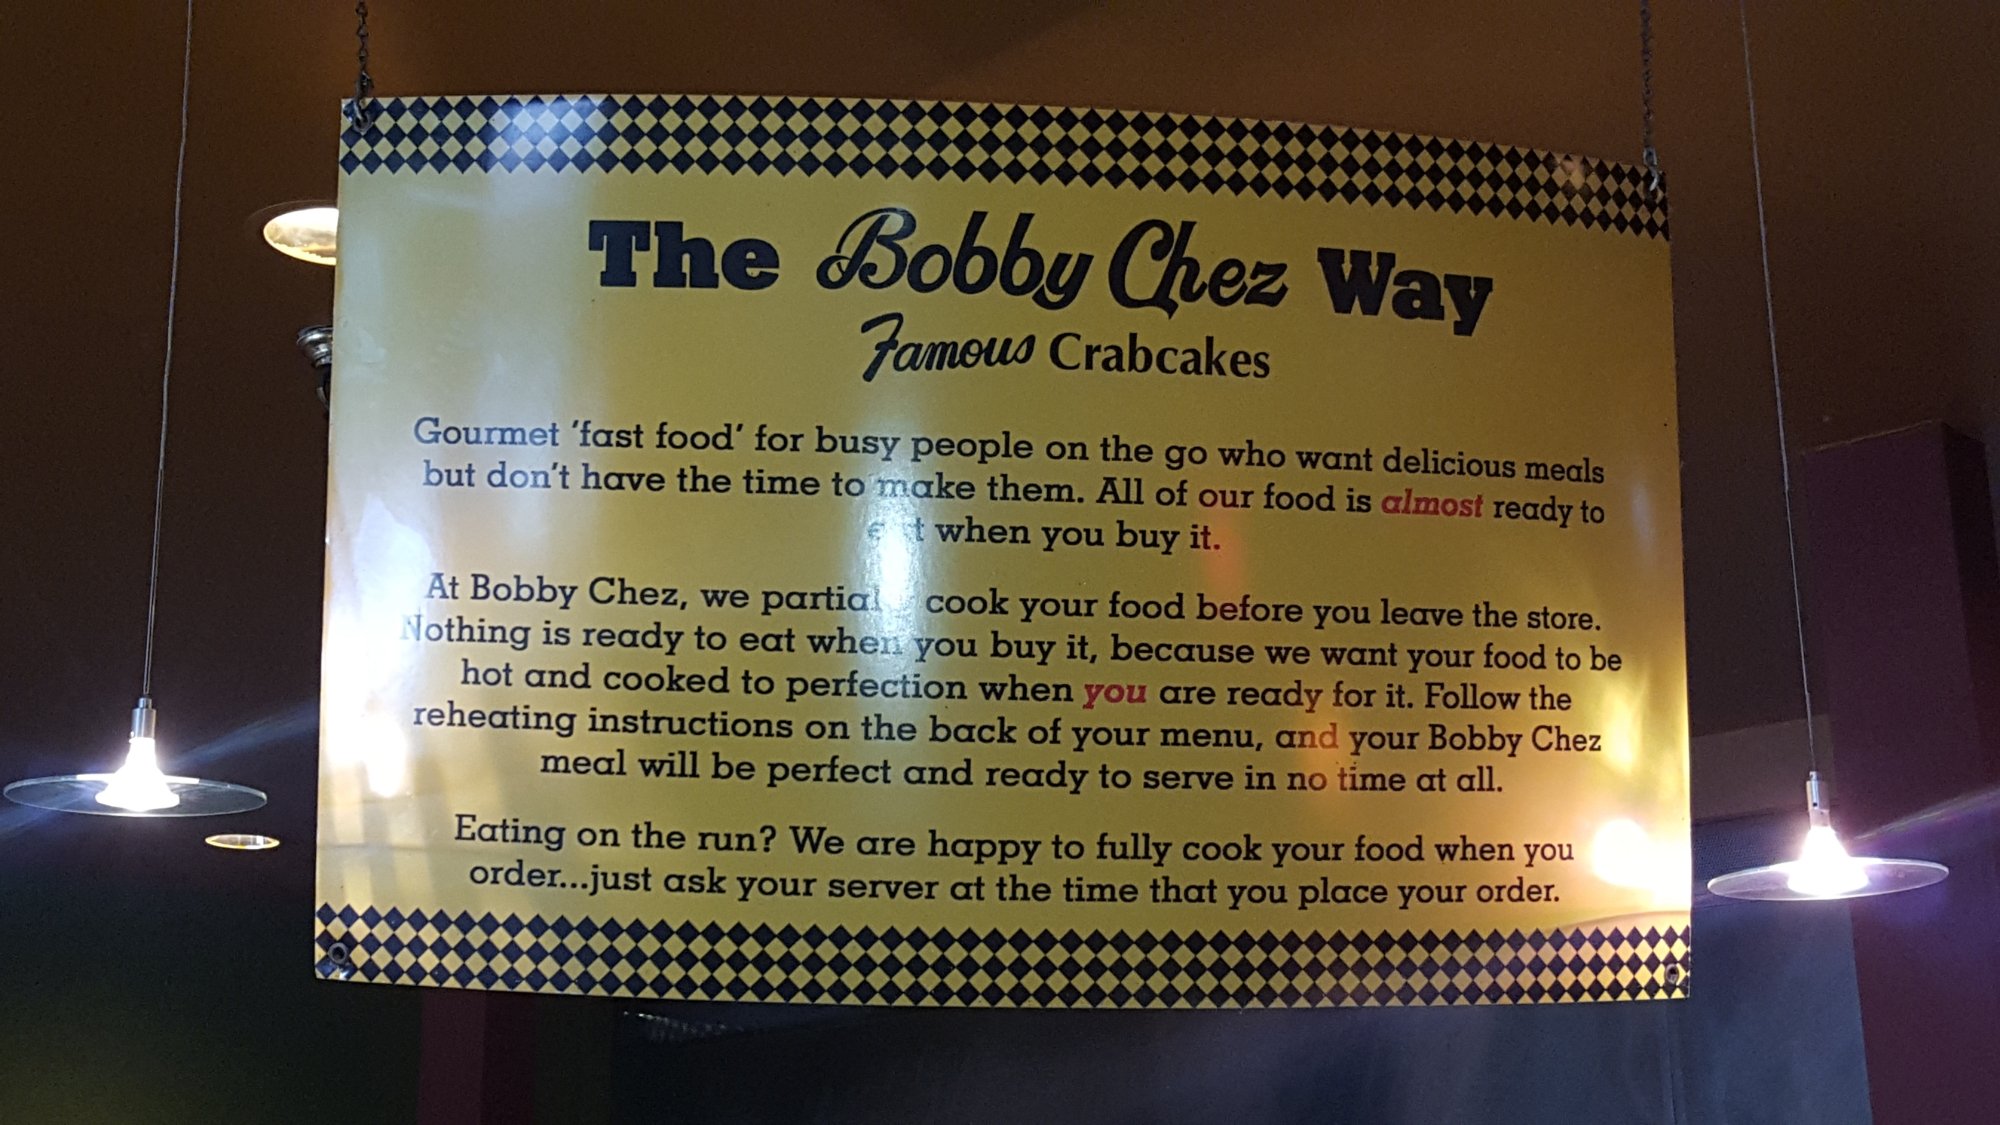 The Bobby Chez Way
Famous Crabcakes
Gourmet 'fast food' for busy people on the go who want delicious meals
but don't have the time to make them. All of our food is almost ready to
eat when you buy it.
At Bobby Chez, we partially cook your food before you leave the store.
Nothing is ready to eat when you buy it, because we want your food to be
hot and cooked to perfection when you are ready for it. Follow the
reheating instructions on the back of your menu, and your Bobby Chez
meal will be perfect and ready to serve in no time at all.
Eating on the run? We are happy to fully cook your food when you
order...just ask your server at the time that you place your order.